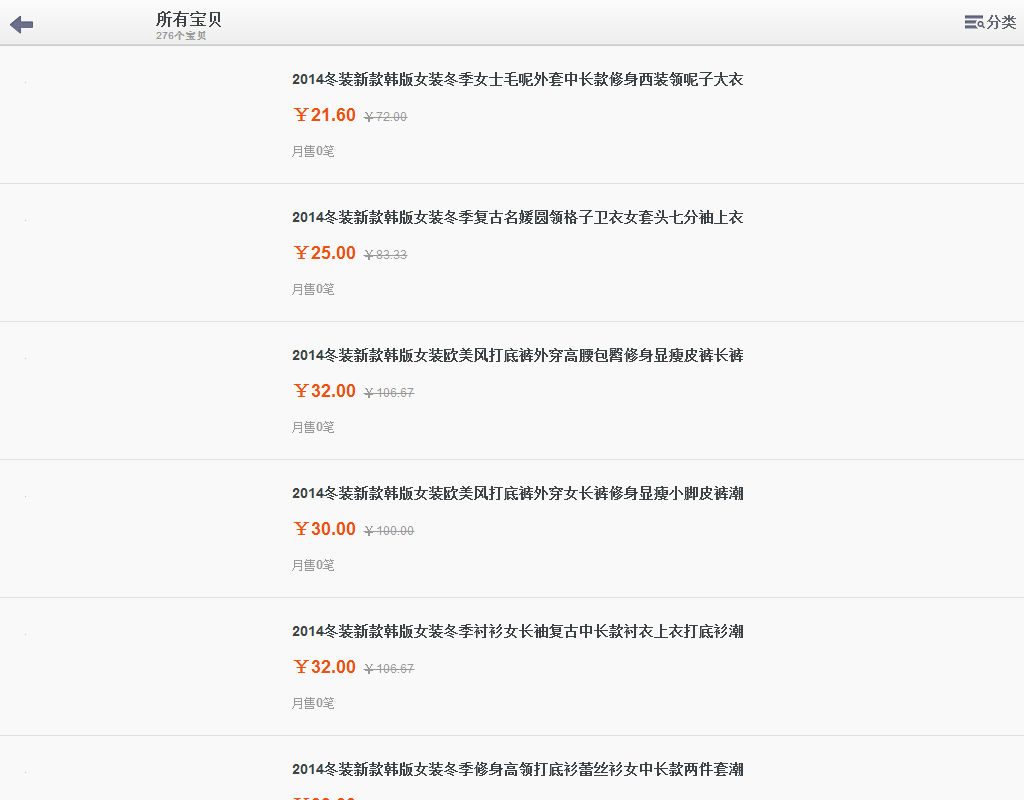 所有宝贝
276个宝贝
分类
2014冬装新款韩版女装冬季女士毛呢外套中长款修身西装领呢子大衣
￥21.60 ￥72.00
月售0笔
2014冬装新款韩版女装冬季复古名媛圆领格子卫衣女套头七分袖上衣
￥25.00 ￥83.33
月售0笔
2014冬装新款韩版女装欧美风打底裤外穿高腰包臀修身显瘦皮裤长裤
￥32.00 ￥106.67
月售0笔
2014冬装新款韩版女装欧美风打底裤外穿女长裤修身显瘦小脚皮裤潮
￥30.00 ￥100.00
月售0笔
2014冬装新款韩版女装冬季衬衫女长袖复古中长款衬衣上衣打底衫潮
￥32.00 ￥106.67
月售0笔
2014冬装新款韩版女装冬季修身高领打底衫蕾丝衫女中长款两件套潮